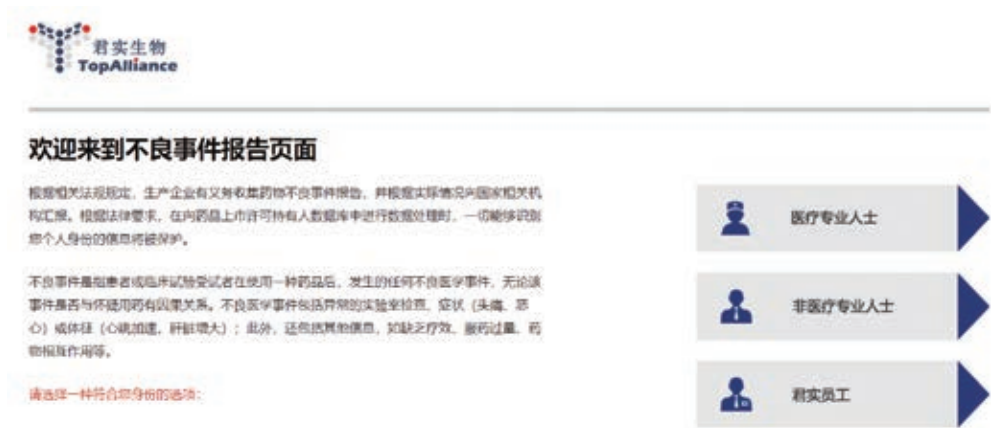 君实生物
TopAlliance
欢迎来到不良事件报告页面
根据相关法规规定，生产企业有义务收集药物不良事件报告，并根据实际情况向国家相关机
构汇报。根据法律要求，在向药品上市许可持有人数据库中进行数据处理时，一切能够识别
您个人身份的信息将被保护。
不良事件是指患者或临床试验受试者在使用一种药品后，发生的任何不良医学事件，无论该
事件是否与怀疑用药有因果关系。不良医学事件包括异常的实验室检查、症状（头痛、恶
心）或体征（心跳加速、肝脏增大）；此外，还包括其他信息，如缺乏疗效、服药过量、药
物相互作用等。
请选择一种符合您身份的选项：
医疗专业人士
非医疗专业人士
君实员工